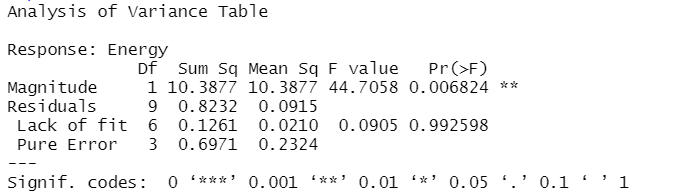 Analysis of Variance Table
Response: Energy
Df Sum Sq Mean Sq F value Pr(>F)
Magnitude 1 10.3877 10.3877 44.7058 0.006824 **
Residuals 9 0.8232 0.0915
Lack of fit 6 0.1261 0.0210 0.0905 0.992598
Pure Error 3 0.6971 0.2324
---
Signif. codes: 0 ‘***’ 0.001 ‘**’ 0.01 ‘*’ 0.05 ‘.’ 0.1 ‘ ’ 1